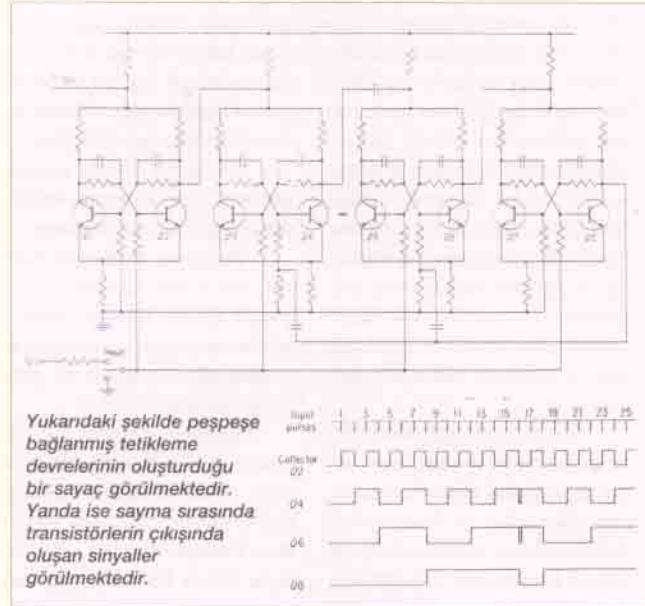 Reset
Yukarıdaki şekilde peşpeşe
bağlanmış tetikleme
devrelerinin oluşturduğu
bir sayaç görülmektedir.
Yanda ise sayma sırasında
transistörlerin çıkışında
oluşan sinyaller
görülmektedir.
Input pulses
1 3 5 7 9 11 13 15 17 19 21 23 25
Collector
Q2
Q4
Q6
Q8